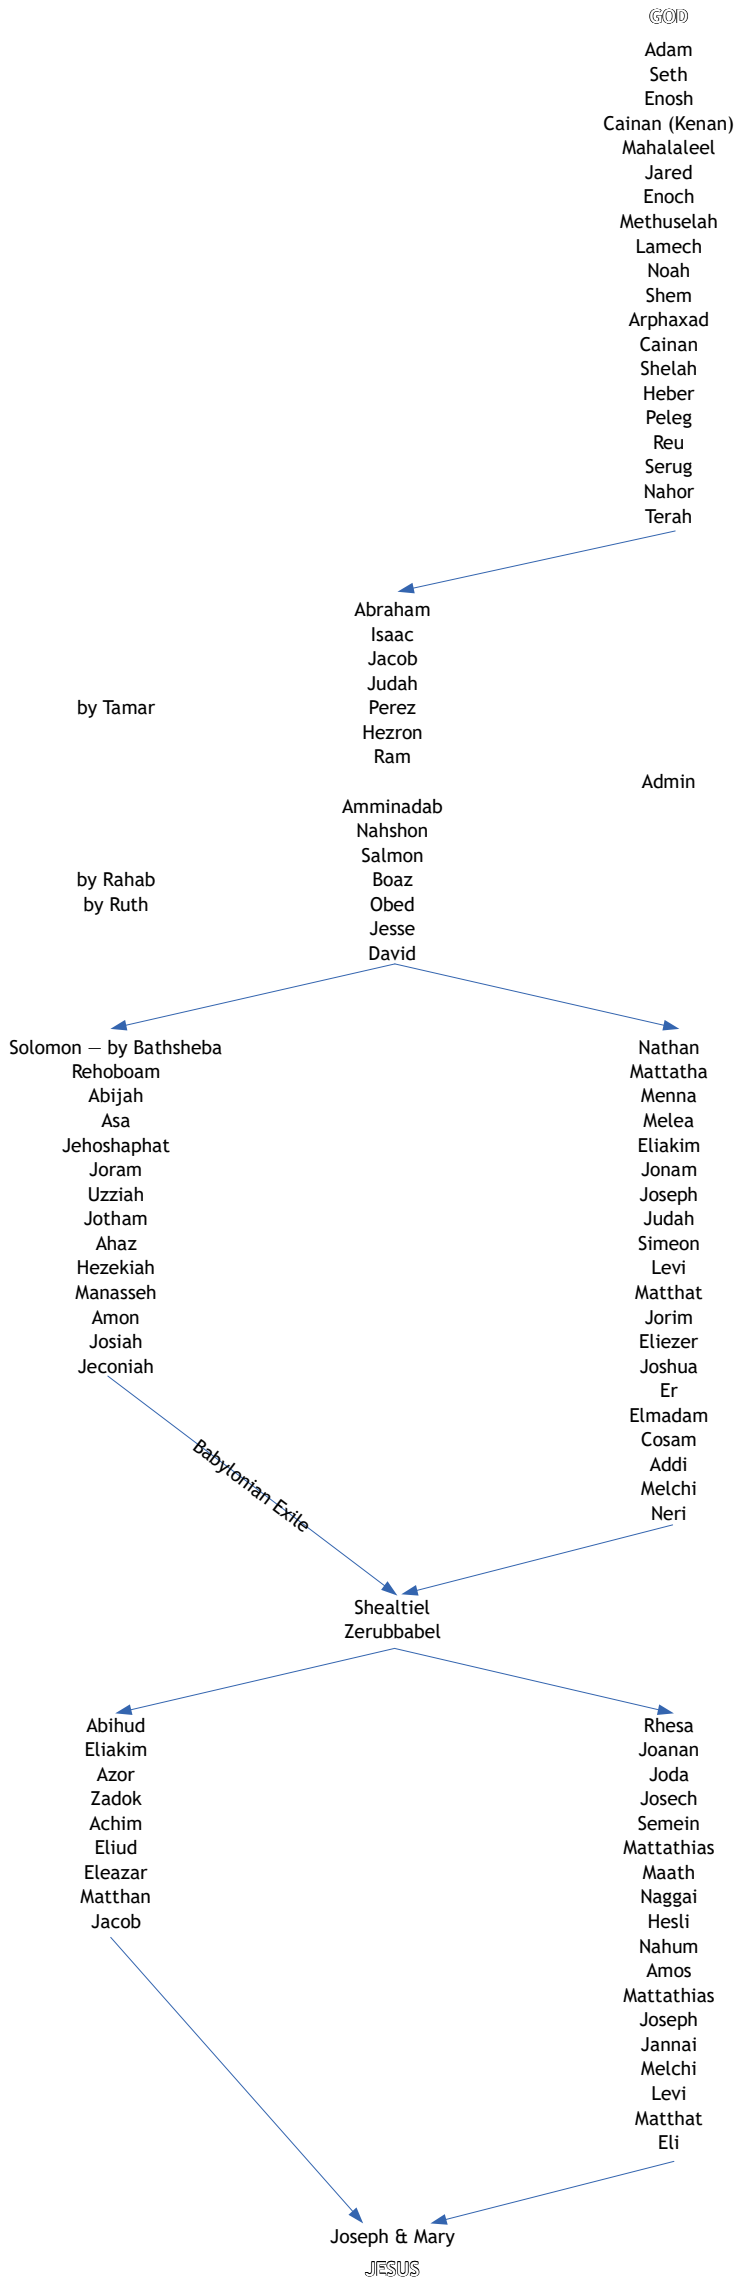 GOD
Adam
Seth
Enosh
Cainan (Kenan)
Mahalaleel
Jared
Enoch
Methuselah
Lamech
Noah
Shem
Arphaxad
Cainan
Shelah
Heber
Peleg
Reu
Serug
Nahor
Terah
Abraham
Isaac
Jacob
Judah
by Tamar
Perez
Hezron
Ram
Admin
Amminadab
Nahshon
Salmon
by Rahab
Boaz
by Ruth
Obed
Jesse
David
Solomon — by Bathsheba
Rehoboam
Abijah
Asa
Jehoshaphat
Joram
Uzziah
Jotham
Ahaz
Hezekiah
Manasseh
Amon
Josiah
Jeconiah
Nathan
Mattatha
Menna
Melea
Eliakim
Jonam
Joseph
Judah
Simeon
Levi
Matthat
Jorim
Eliezer
Joshua
Er
Elmadam
Cosam
Addi
Melchi
Neri
Babylonian Exile
Shealtiel
Zerubbabel
Abihud
Eliakim
Azor
Zadok
Achim
Eliud
Eleazar
Matthan
Jacob
Rhesa
Joanan
Joda
Josech
Semein
Mattathias
Maath
Naggai
Hesli
Nahum
Amos
Mattathias
Joseph
Jannai
Melchi
Levi
Matthat
Eli
Joseph & Mary
JESUS